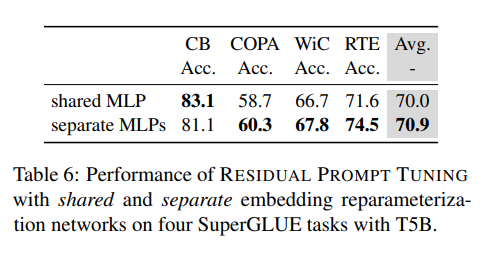 CB COPA WiC RTE Avg.
Acc. Acc. Acc. Acc. -
shared MLP 83.1 58.7 66.7 71.6 70.0
separate MLPs 81.1 60.3 67.8 74.5 70.9
Table 6: Performance of RESIDUAL PROMPT TUNING
with shared and separate embedding reparameteriza-
tion networks on four SuperGLUE tasks with T5B.